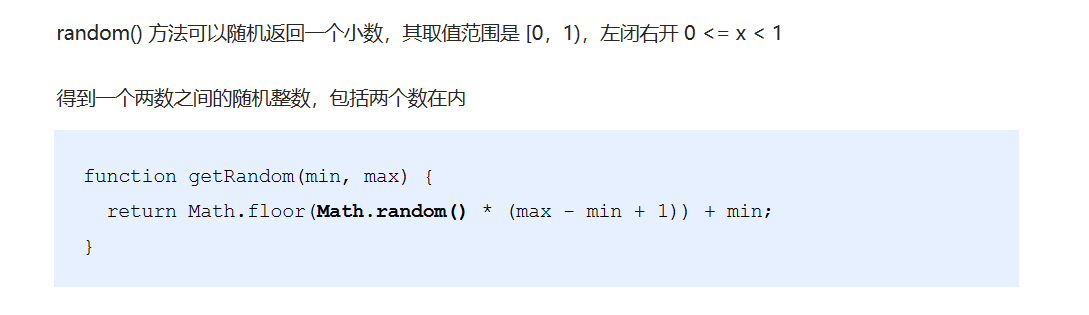 random() 方法可以随机返回一个小数，其取值范围是 [0，1)，左闭右开 0 <= x < 1
得到一个两数之间的随机整数，包括两个数在内
function getRandom(min, max) {
  return Math.floor(Math.random() * (max - min + 1)) + min;
}